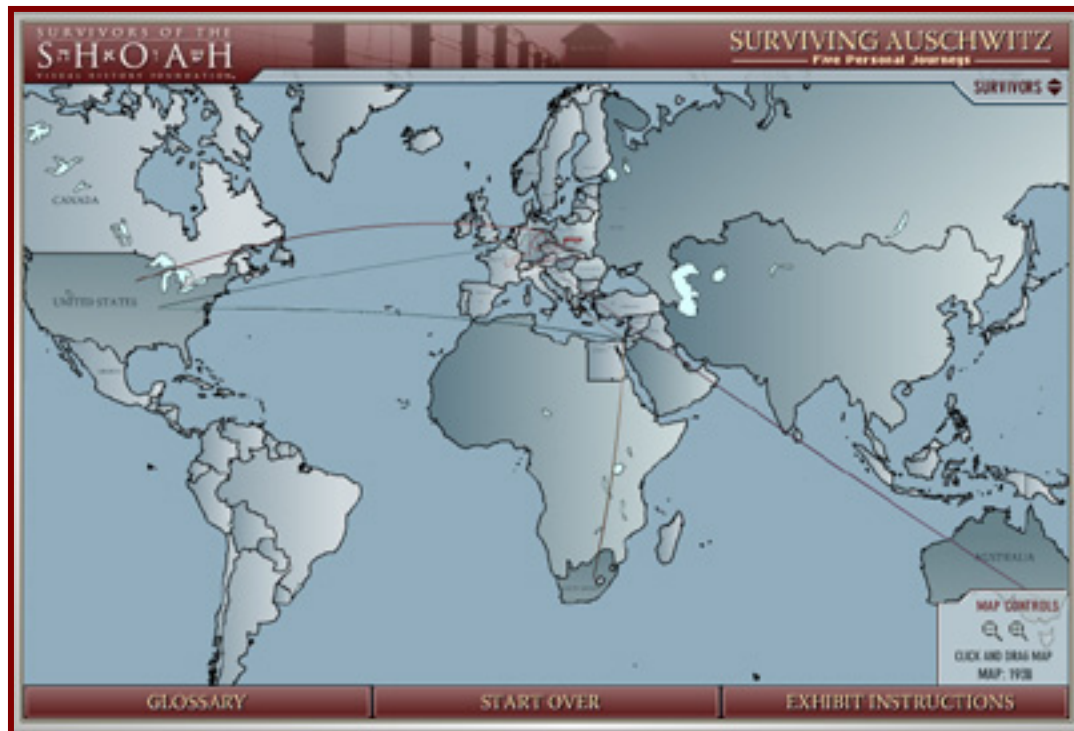 SURVIVORS OF THE
SURVIVING AUSCHWITZ
SHOAH
Five Personal Journeys
VISUAL HISTORY FOUNDATION
SURVIVORS
CANADA
UNITED STATES
AUSTRALIA
MAP CONTROLS
CLICK AND DRAG MAP
MAP: 1938
GLOSSARY
START OVER
EXHIBIT INSTRUCTIONS